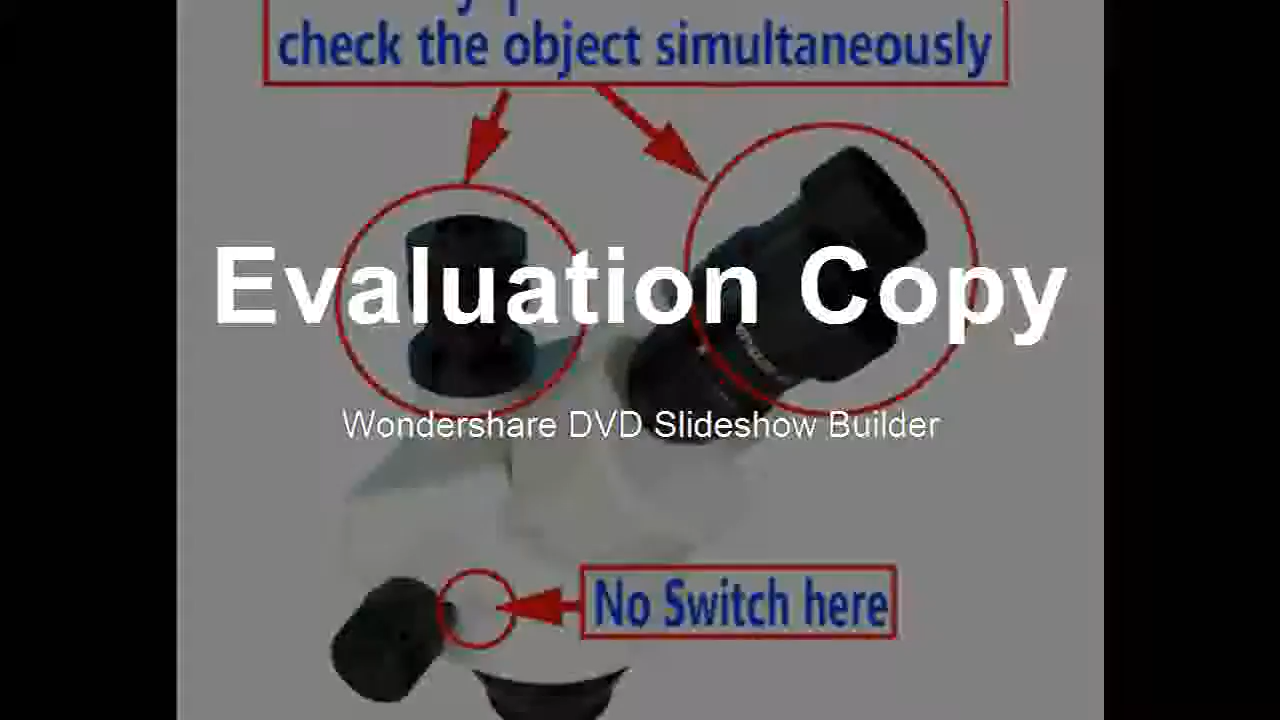 check the object simultaneously
Evaluation Copy
Wondershare DVD Slideshow Builder
No Switch here